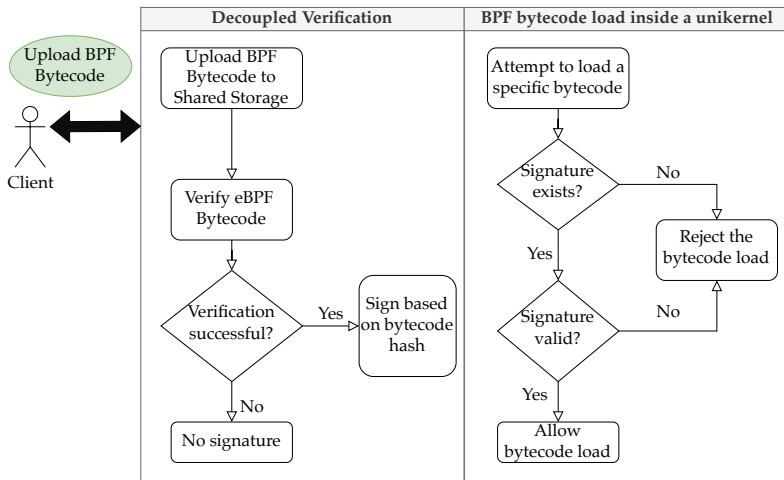 Decoupled Verification
BPF bytecode load inside a unikernel
Upload BPF
Bytecode
Client
Upload BPF
Bytecode to
Shared Storage
Verify eBPF
Bytecode
Verification
successful?
Yes
Sign based
on bytecode
hash
No
No signature
Attempt to load a
specific bytecode
Signature
exists?
No
Reject the
bytecode load
Yes
Signature
valid?
No
Yes
Allow
bytecode load